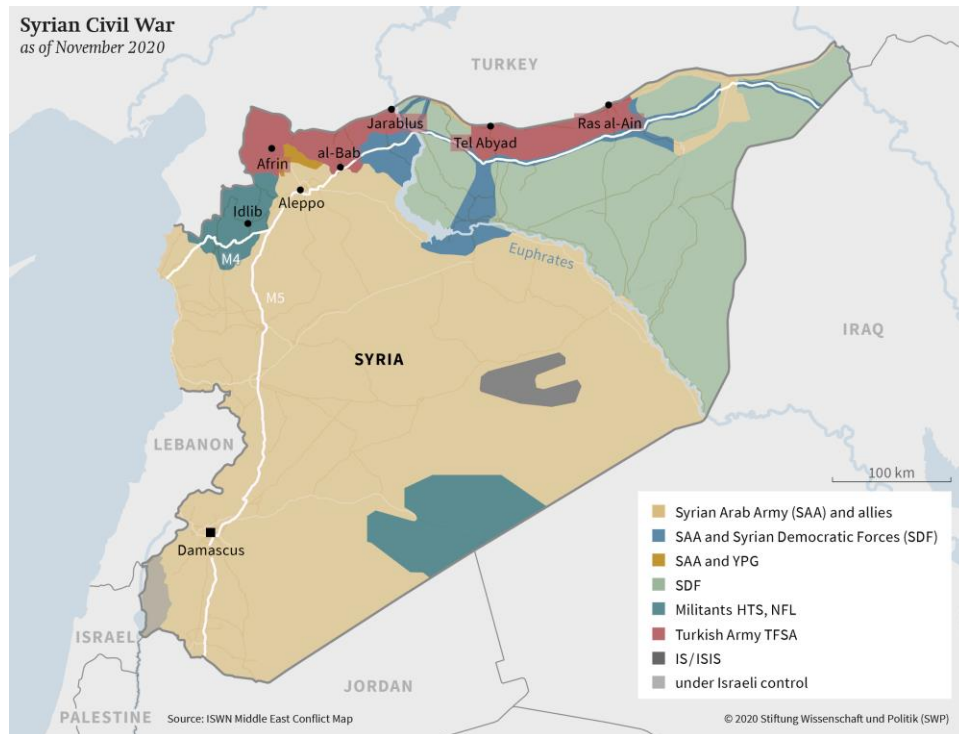 Syrian Civil War
as of November 2020
TURKEY
Jarablus
Ras al-Ain
Tel Abyad
al-Bab
Afrin
Aleppo
Idlib
Euphrates
M4
M5
IRAQ
SYRIA
LEBANON
100 km
Damascus
Syrian Arab Army (SAA) and allies
SAA and Syrian Democratic Forces (SDF)
SAA and YPG
SDF
Militants HTS, NFL
Turkish Army TFSA
IS/ISIS
under Israeli control
ISRAEL
JORDAN
PALESTINE
Source: ISWN Middle East Conflict Map
© 2020 Stiftung Wissenschaft und Politik (SWP)